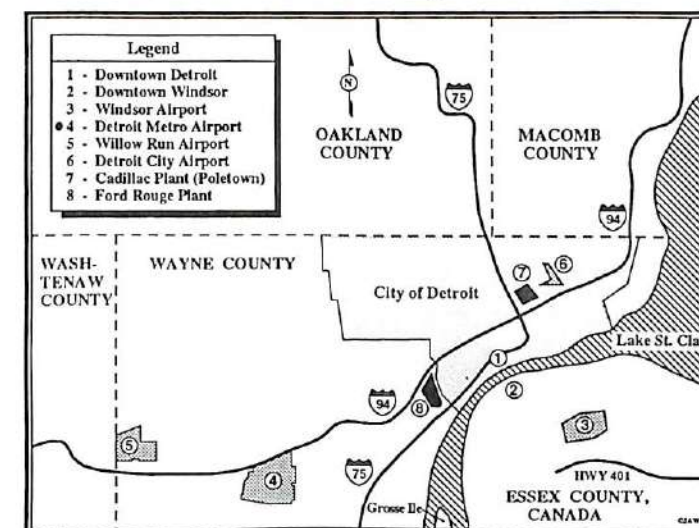 Legend
1 - Downtown Detroit
2 - Downtown Windsor
3 - Windsor Airport
4 - Detroit Metro Airport
5 - Willow Run Airport
6 - Detroit City Airport
7 - Cadillac Plant (Poletown)
8 - Ford Rouge Plant
N
75
OAKLAND
COUNTY
MACOMB
COUNTY
94
WASH-
TENAW
COUNTY
WAYNE COUNTY
City of Detroit
7
6
Lake St. Cla
1
2
94
8
3
5
4
75
HWY 401
Grosse Ile
ESSEX COUNTY,
CANADA